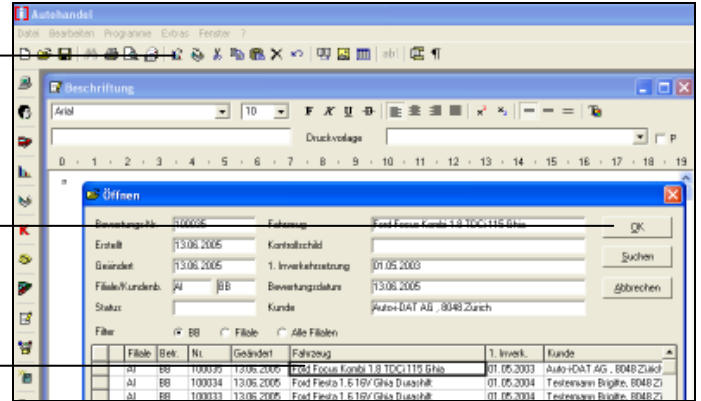 Autohandel
Datei Bearbeiten Programme Extras Fenster ?
ab|
Beschriftung
Arial 10 F K U
Druckvorlage P
0 1 2 3 4 5 6 7 8 9 10 11 12 13 14 15 16 17 18 19
Öffnen
Bewertungs-Nr. 100035 Fahrzeug Ford Focus Kombi 1.8 TDCi 115 Ghia OK
Erstellt 13.06.2005 Kontrollschild
Suchen
Geändert 13.06.2005 1. Inverkehrsetzung 01.05.2003
Filiale/Kundenb. AI BB Bewertungsdatum 13.06.2005 Abbrechen
Status Kunde Auto-i-DAT AG , 8048 Zürich
Filter BB Filiale Alle Filialen
Filiale Betr. Nr. Geändert Fahrzeug 1. Inverk. Kunde
AI BB 100035 13.06.2005 Ford Focus Kombi 1.8 TDCi 115 Ghia 01.05.2003 Auto-i-DAT AG , 8048 Zürich
AI BB 100034 13.06.2005 Ford Fiesta 1.6 16V Ghia Durashift 01.05.2004 Testemann Brigitte, 8048 Zü
AI BB 100033 13.06.2005 Ford Fiesta 1.6 16V Ghia Durashift 01.05.2004 Testemann Brigitte, 8048 Zü